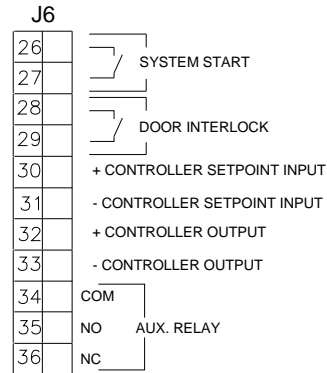 J6
26
SYSTEM START
27
28
DOOR INTERLOCK
29
30 + CONTROLLER SETPOINT INPUT
31 - CONTROLLER SETPOINT INPUT
32 + CONTROLLER OUTPUT
33 - CONTROLLER OUTPUT
34 COM
35 NO AUX. RELAY
36 NC